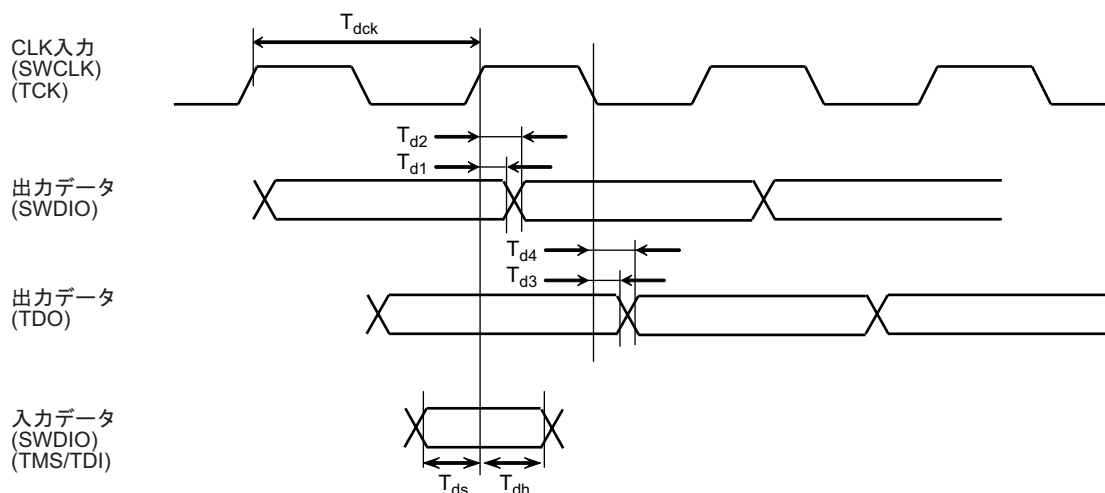 Tdck
CLK入力
(SWCLK)
(TCK)
Td2
Td1
出力データ
(SWDIO)
Td4
Td3
出力データ
(TDO)
入力データ
(SWDIO)
(TMS/TDI)
Tds
Tdh